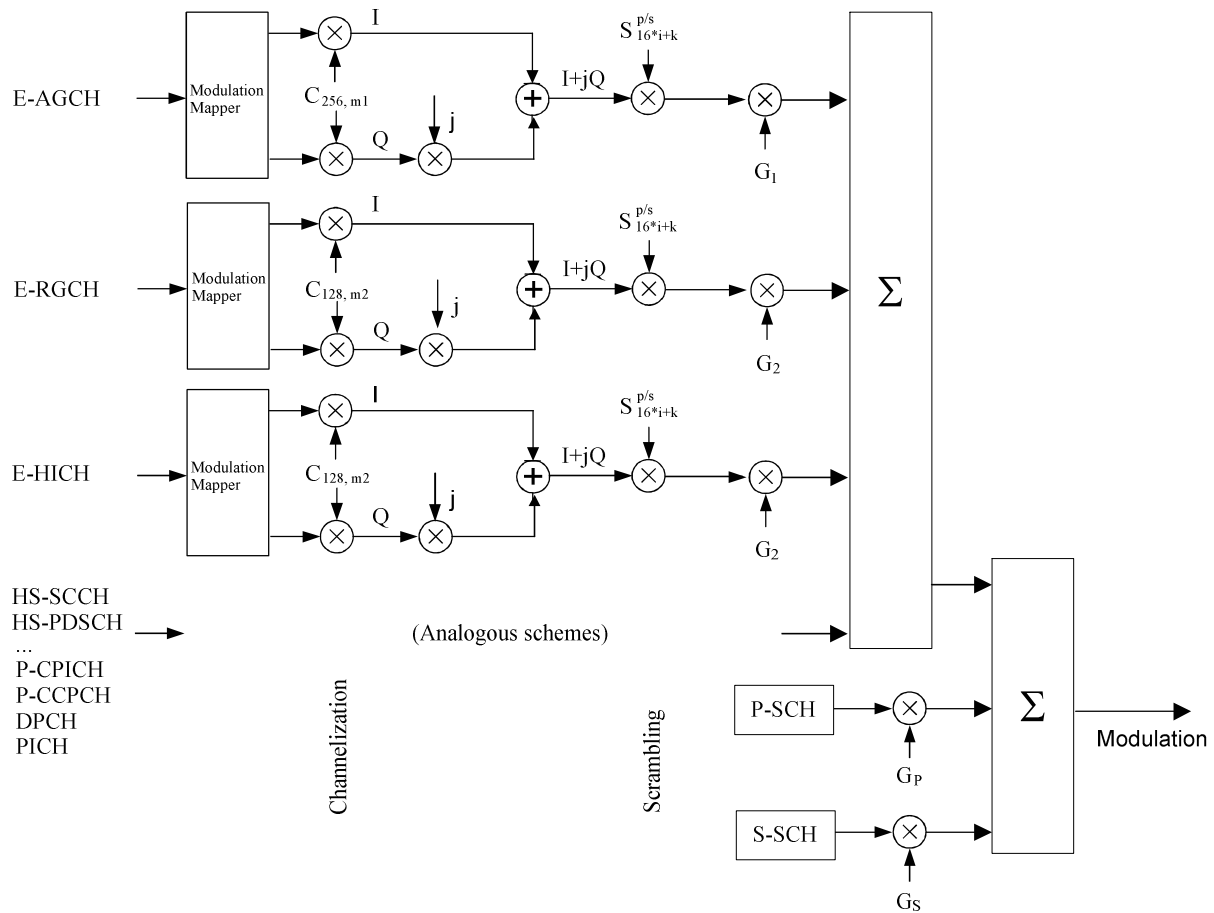 I
S p/s 16*i+k
Modulation Mapper
E-AGCH
C256, m1
I+jQ
j
Q
G1
I
S p/s 16*i+k
Modulation Mapper
E-RGCH
C128, m2
I+jQ
j
Q
G2
Σ
I
S p/s 16*i+k
Modulation Mapper
E-HICH
C128, m2
I+jQ
j
Q
G2
HS-SCCH
HS-PDSCH
...
P-CPICH
P-CCPCH
DPCH
PICH
(Analogous schemes)
Channelization
Scrambling
P-SCH
GP
Σ
Modulation
S-SCH
GS